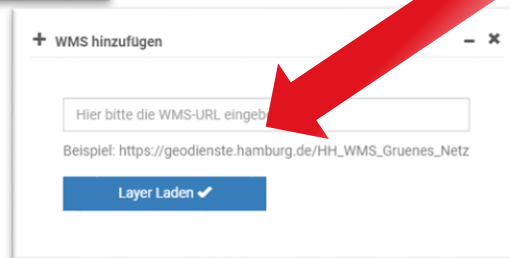 WMS hinzufügen
Hier bitte die WMS-URL
Beispiel: https://geodienste.hamburg.de/HH_WMS_Gruenes_Netz
Layer Laden